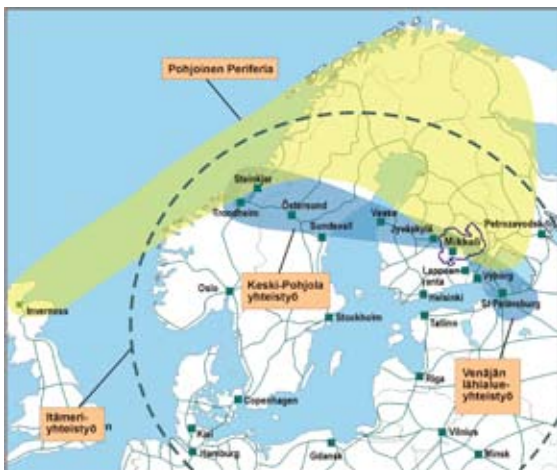 Pohjoinen Periferia
Steinkjer
Trondheim
Östersund
Sundsvall
Vaasa
Jyväskylä
Mikkeli
Petrozavodsk
Lappeen-
ranta
Vyborg
St Petersburg
Helsinki
Tallinn
Keski-Pohjola
yhteistyö
Oslo
Stockholm
Inverness
Venäjän
lähialue-
yhteistyö
Itämeri-
yhteistyö
Riga
Copenhagen
Kiel
Hamburg
Gdansk
Vilnius
Minsk